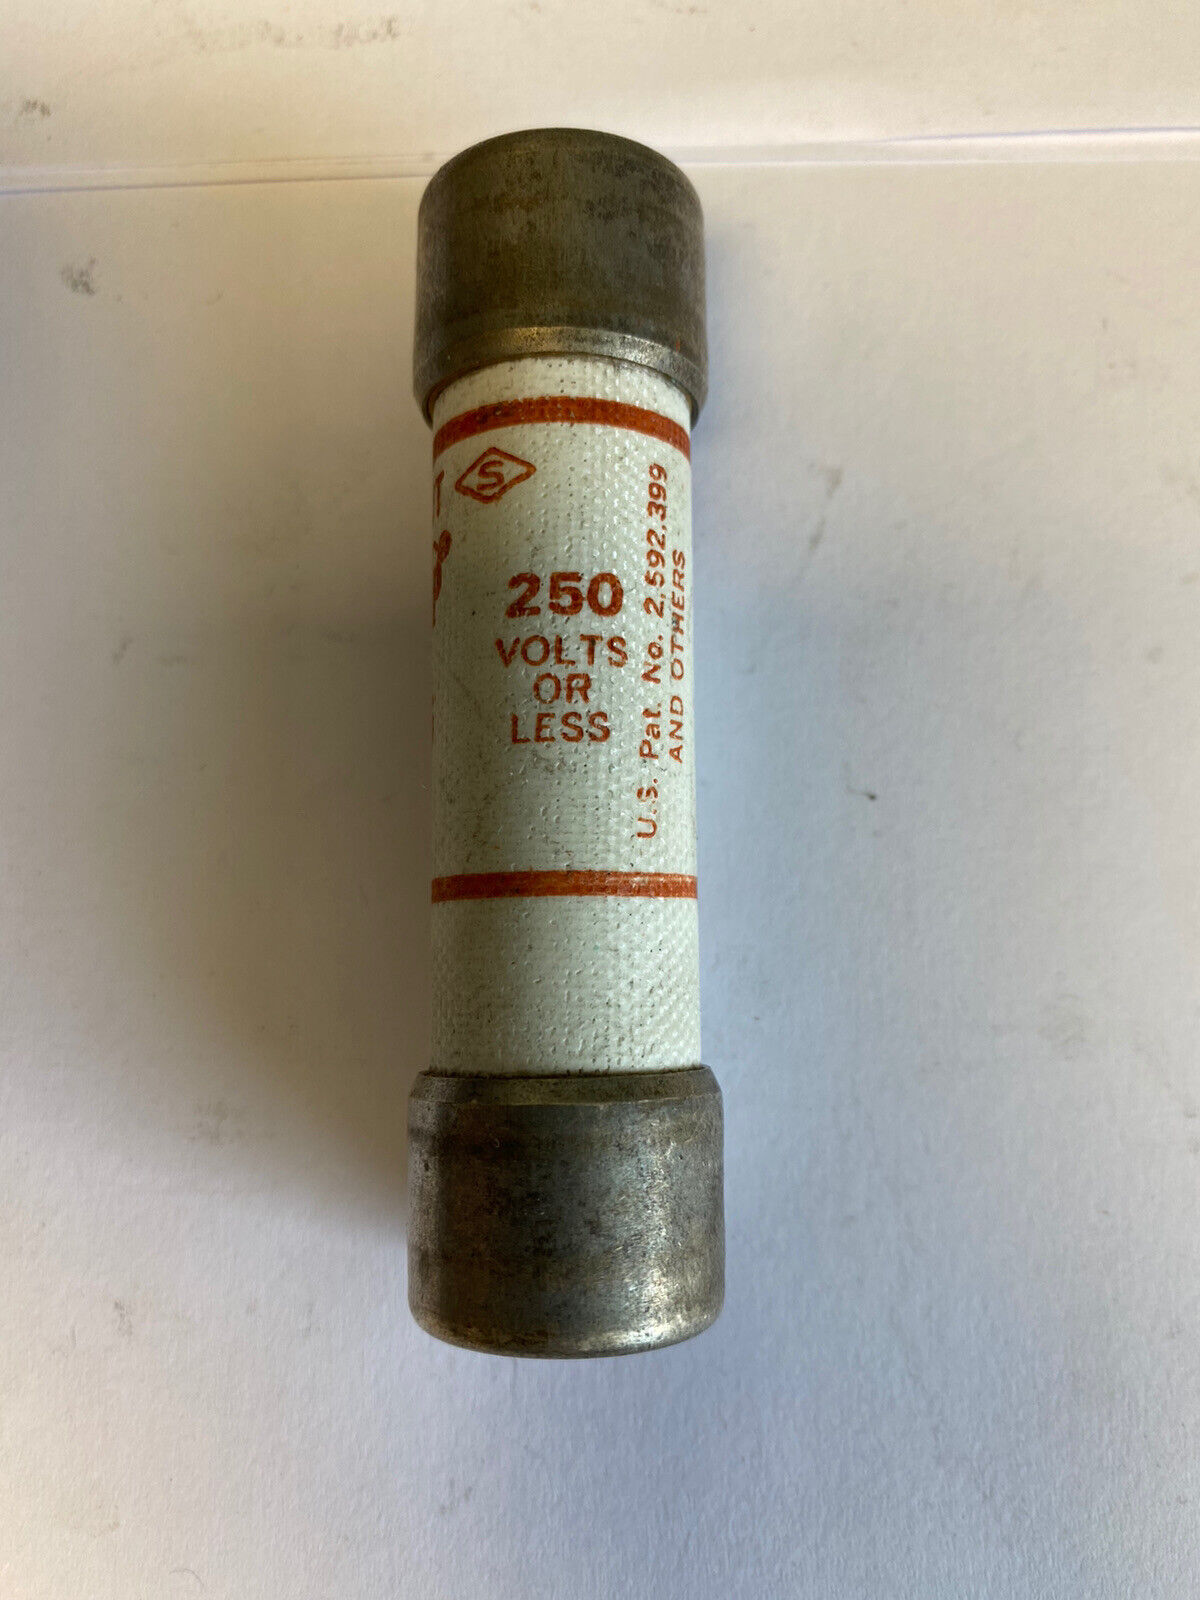 T
S
250
VOLTS
OR
LESS
U.S. Pat. No. 2,592,399
AND OTHERS